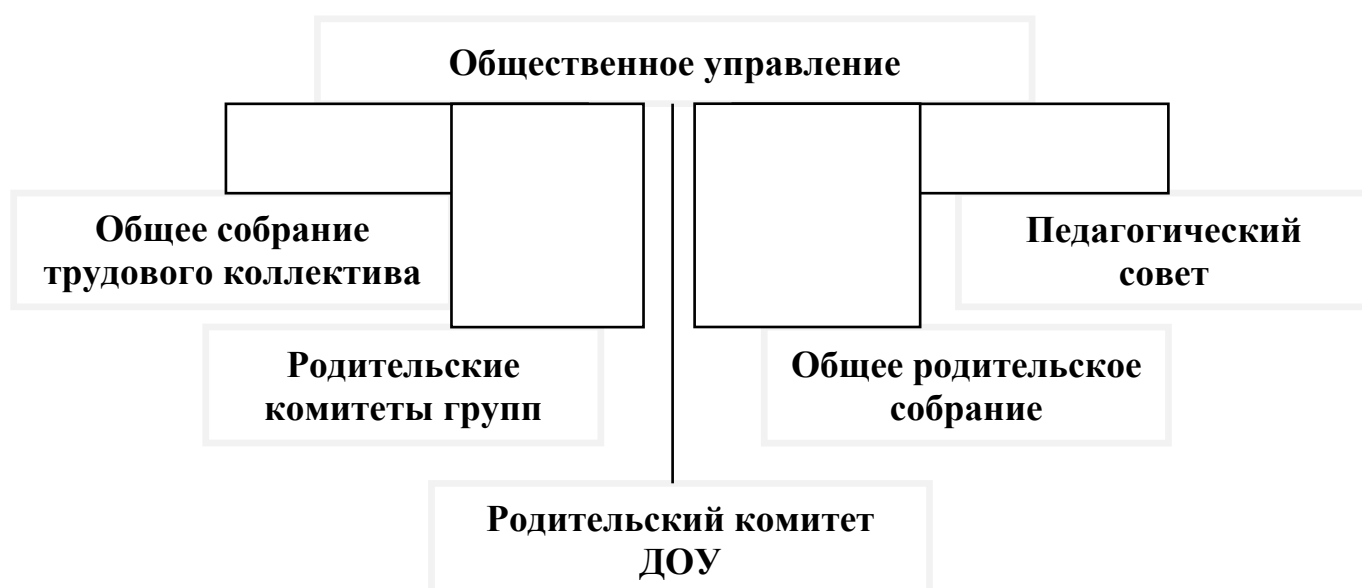 Общественное управление
Общее собрание
трудового коллектива
Педагогический
совет
Родительские
комитеты групп
Общее родительское
собрание
Родительский комитет
ДОУ